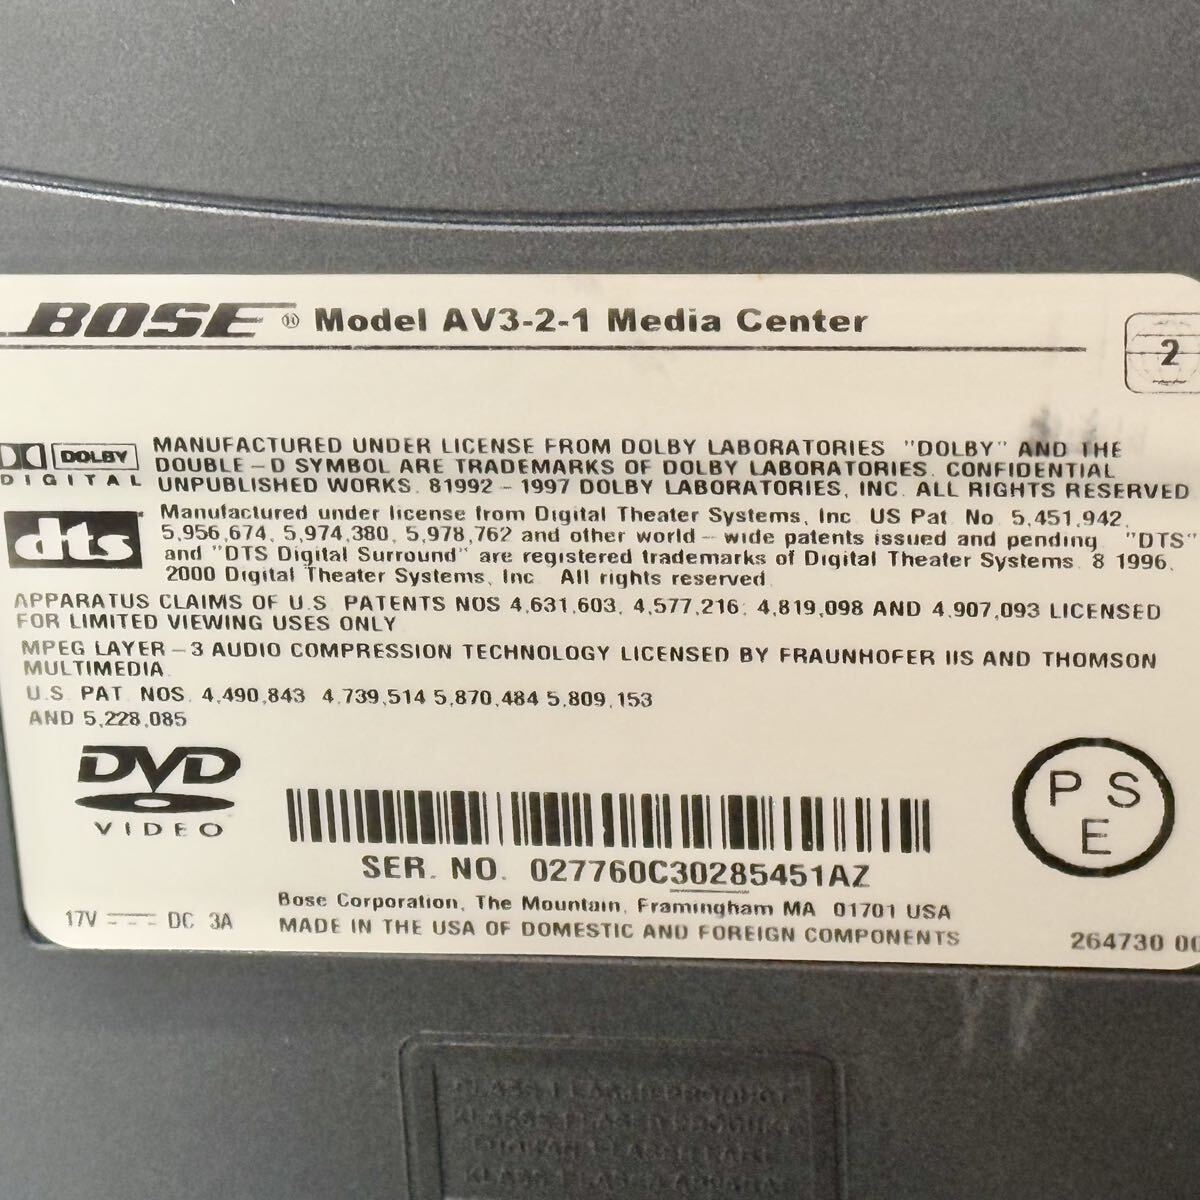 BOSE® Model AV3-2-1 Media Center
2
DOLBY
DIGITAL
MANUFACTURED UNDER LICENSE FROM DOLBY LABORATORIES "DOLBY" AND THE
DOUBLE-D SYMBOL ARE TRADEMARKS OF DOLBY LABORATORIES. CONFIDENTIAL
UNPUBLISHED WORKS. 81992-1997 DOLBY LABORATORIES, INC. ALL RIGHTS RESERVED
dts
Manufactured under license from Digital Theater Systems, Inc. US Pat. No. 5,451,942,
5,956,674, 5,974,380, 5,978,762 and other world-wide patents issued and pending. "DTS"
and "DTS Digital Surround" are registered trademarks of Digital Theater Systems. 8 1996,
2000 Digital Theater Systems, Inc. All rights reserved.
APPARATUS CLAIMS OF U.S. PATENTS NOS 4,631,603, 4,577,216, 4,819,098 AND 4,907,093 LICENSED
FOR LIMITED VIEWING USES ONLY
MPEG LAYER-3 AUDIO COMPRESSION TECHNOLOGY LICENSED BY FRAUNHOFER IIS AND THOMSON
MULTIMEDIA.
U.S. PAT. NOS. 4,490,843 4,739,514 5,870,484 5,809,153
AND 5,228,085
DVD
VIDEO
PSE
SER. NO. 027760C30285451AZ
Bose Corporation, The Mountain, Framingham MA 01701 USA
17V DC 3A
MADE IN THE USA OF DOMESTIC AND FOREIGN COMPONENTS
264730 00
CLASS 1 LASER PRODUCT